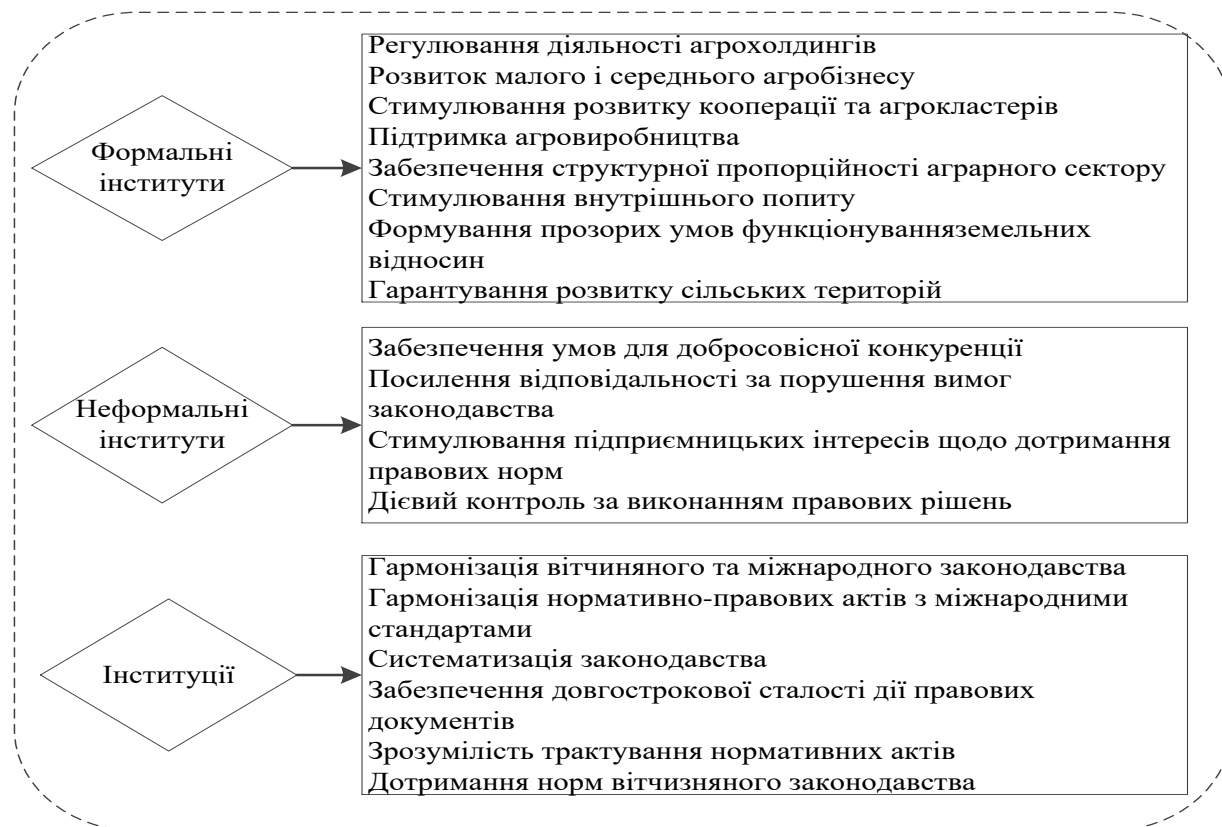 Формальні
інститути
Регулювання діяльності агрохолдингів
Розвиток малого і середнього агробізнесу
Стимулювання розвитку кооперації та агрокластерів
Підтримка агровиробництва
Забезпечення структурної пропорційності аграрного сектору
Стимулювання внутрішнього попиту
Формування прозорих умов функціонуванняземельних
відносин
Гарантування розвитку сільських територій
Неформальні
інститути
Забезпечення умов для добросовісної конкуренції
Посилення відповідальності за порушення вимог
законодавства
Стимулювання підприємницьких інтересів щодо дотримання
правових норм
Дієвий контроль за виконанням правових рішень
Інституції
Гармонізація вітчиняного та міжнародного законодавства
Гармонізація нормативно-правових актів з міжнародними
стандартами
Систематизація законодавства
Забезпечення довгострокової сталості дії правових
документів
Зрозумілість трактування нормативних актів
Дотримання норм вітчизняного законодавства